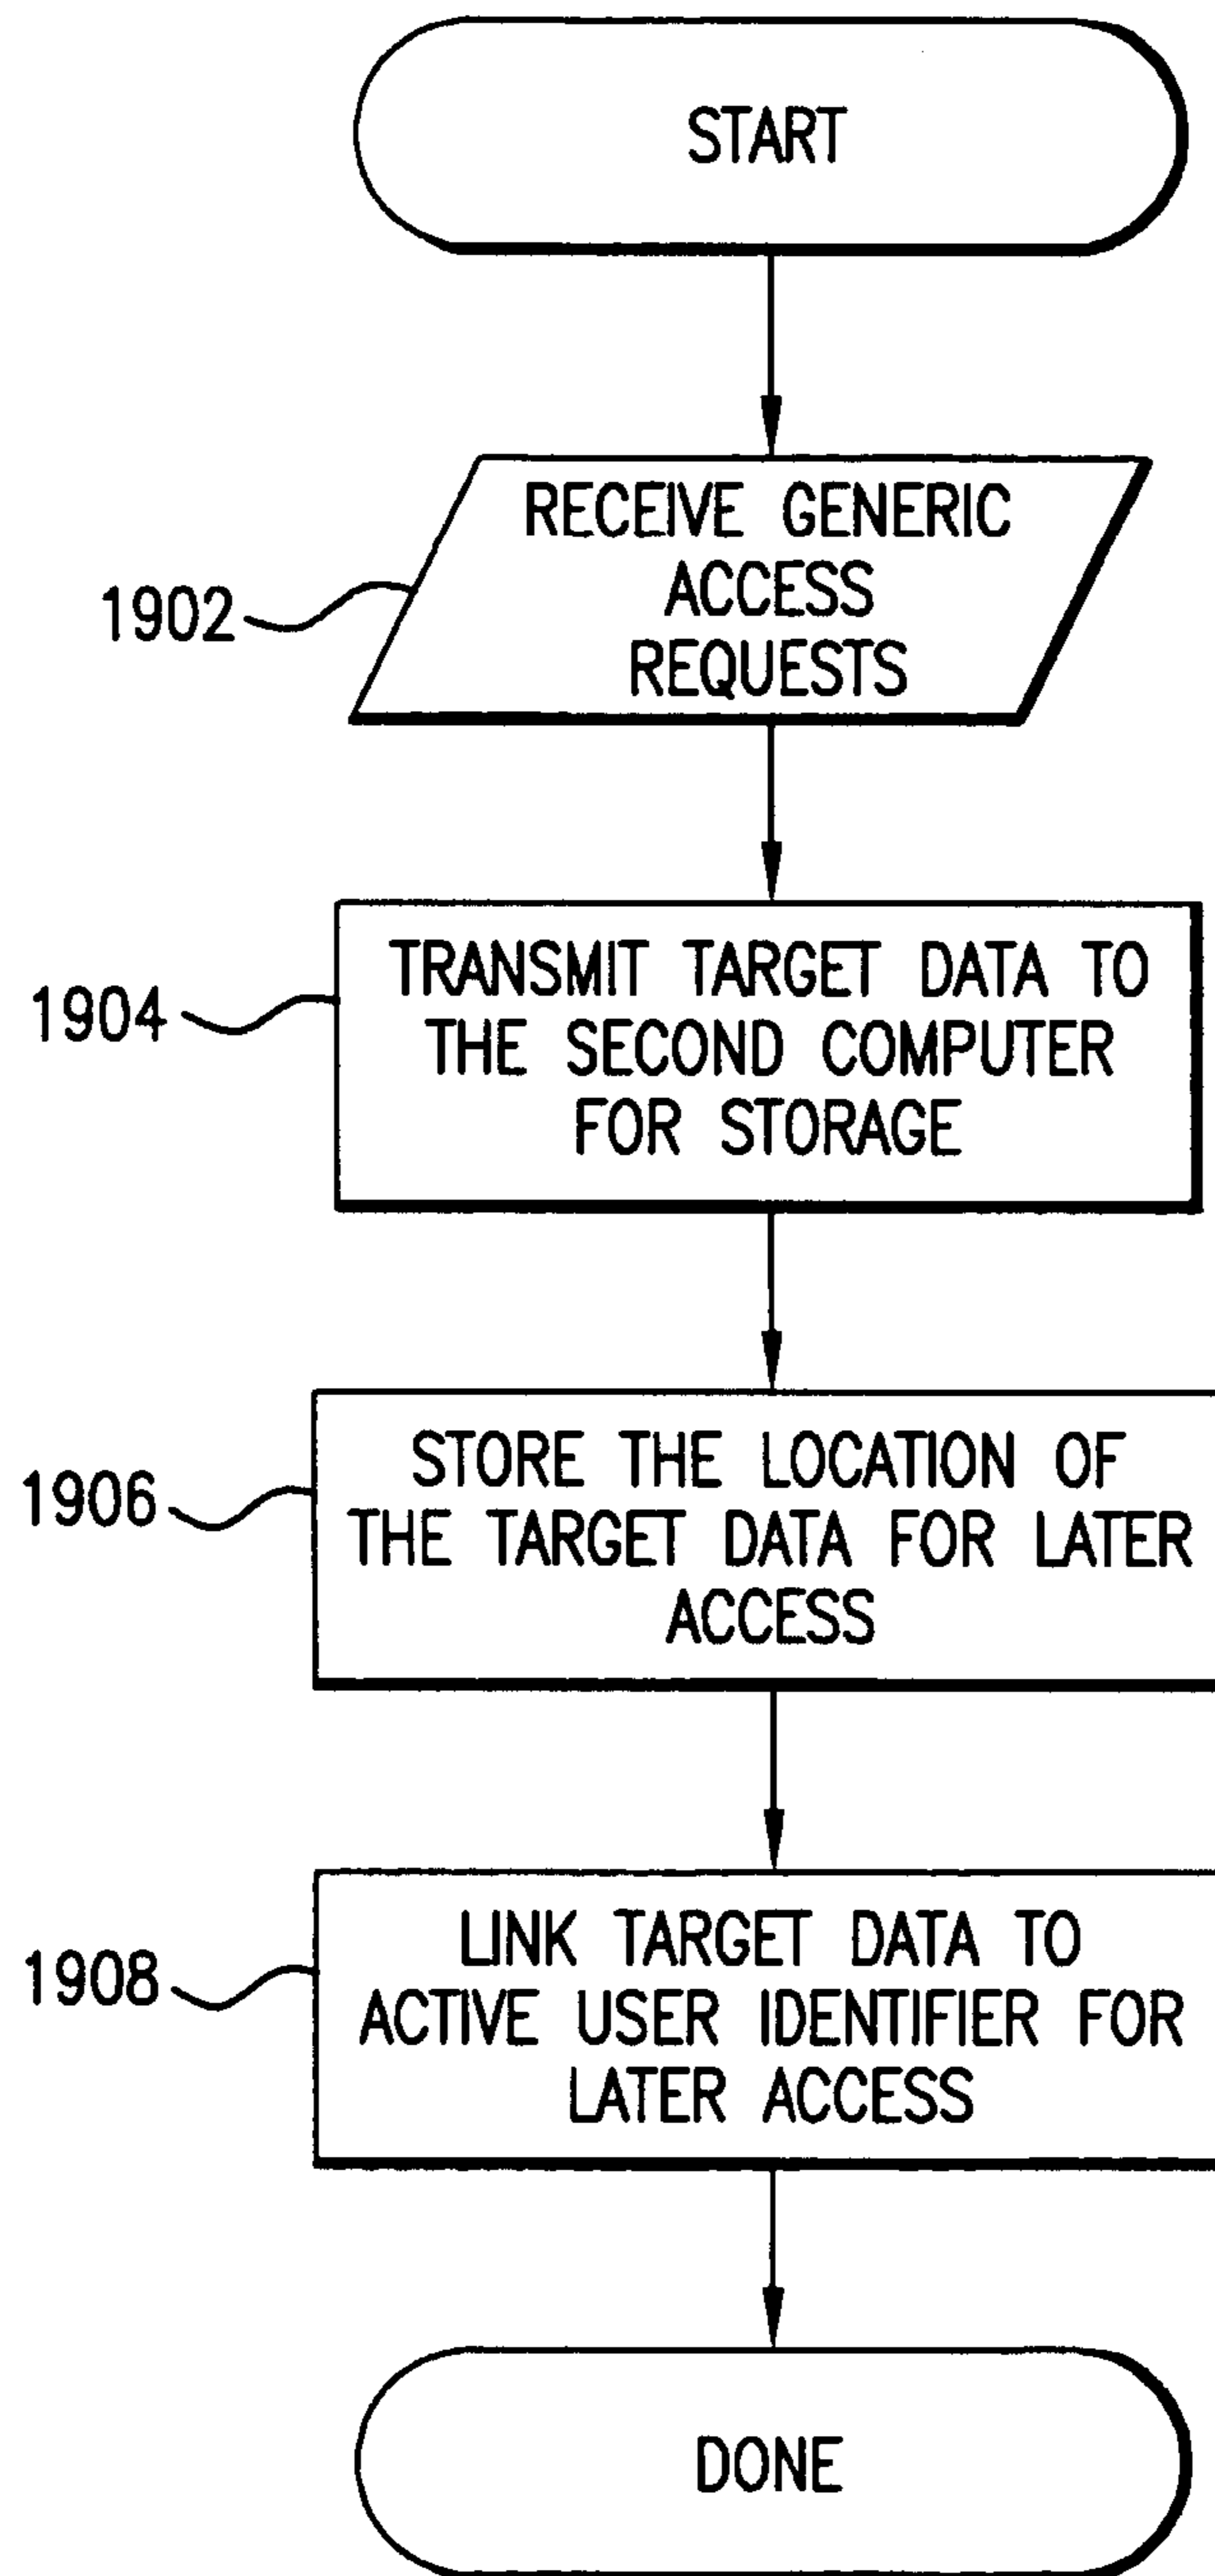 START
RECEIVE GENERIC
ACCESS
REQUESTS
1902
TRANSMIT TARGET DATA TO
THE SECOND COMPUTER
FOR STORAGE
1904
STORE THE LOCATION OF
THE TARGET DATA FOR LATER
ACCESS
1906
LINK TARGET DATA TO
ACTIVE USER IDENTIFIER FOR
LATER ACCESS
1908
DONE